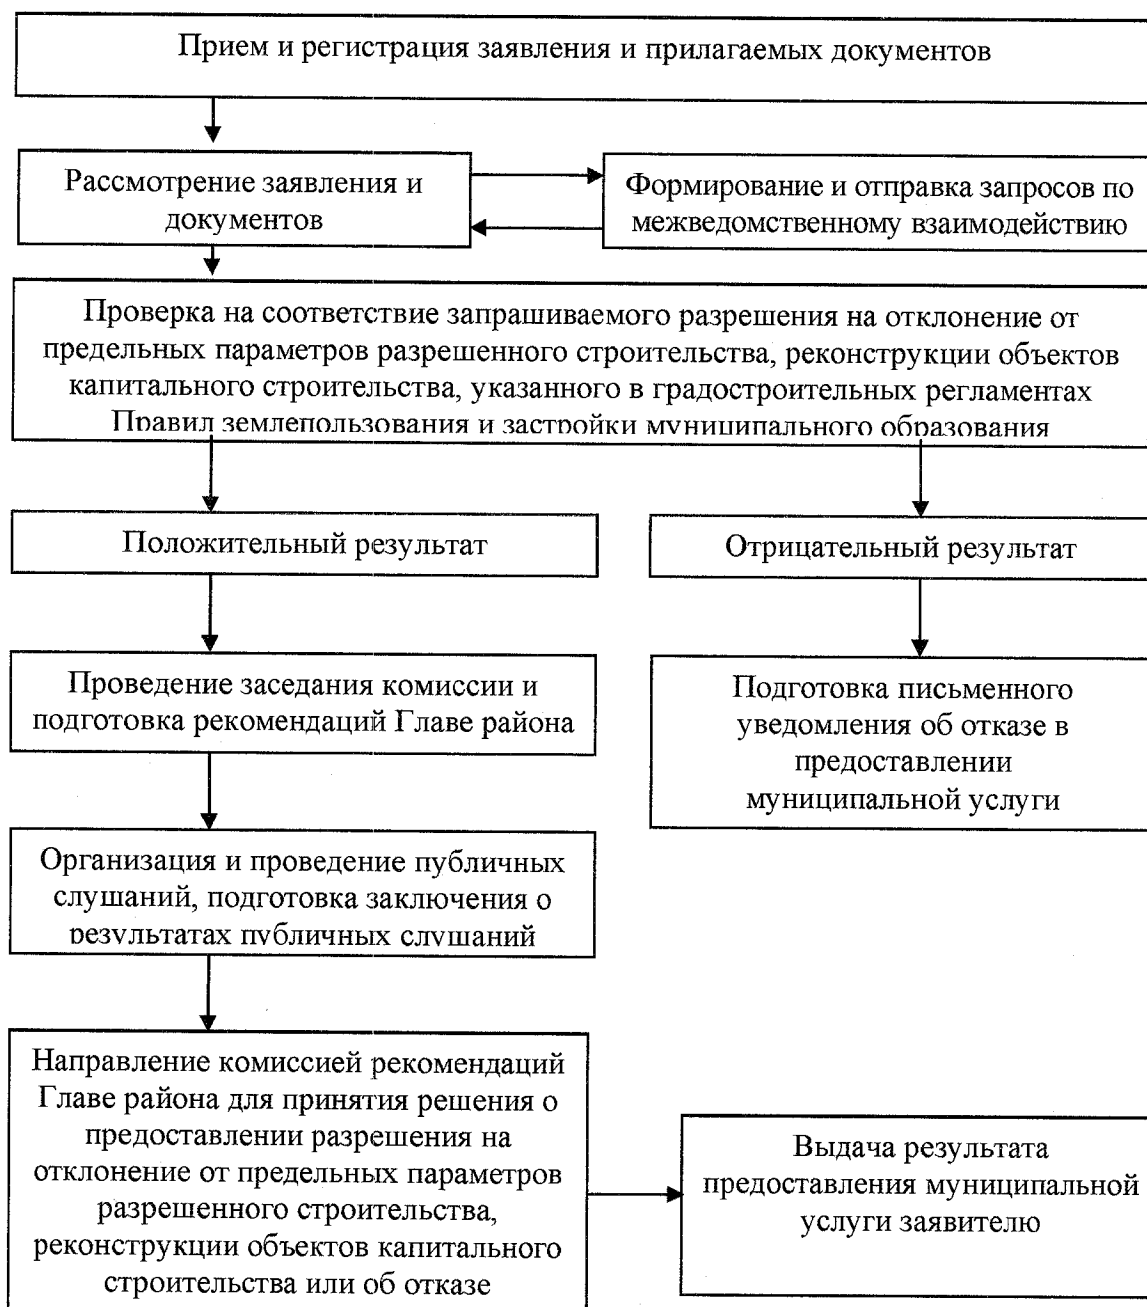 Прием и регистрация заявления и прилагаемых документов
Рассмотрение заявления и
документов
Формирование и отправка запросов по
межведомственному взаимодействию
Проверка на соответствие запрашиваемого разрешения на отклонение от
предельных параметров разрешенного строительства, реконструкции объектов
капитального строительства, указанного в градостроительных регламентах
Правил землепользования и застройки муниципального образования
Положительный результат
Отрицательный результат
Проведение заседания комиссии и
подготовка рекомендаций Главе района
Подготовка письменного
уведомления об отказе в
предоставлении
муниципальной услуги
Организация и проведение публичных
слушаний, подготовка заключения о
результатах публичных слушаний
Направление комиссией рекомендаций
Главе района для принятия решения о
предоставлении разрешения на
отклонение от предельных параметров
разрешенного строительства,
реконструкции объектов капитального
строительства или об отказе
Выдача результата
предоставления муниципальной
услуги заявителю